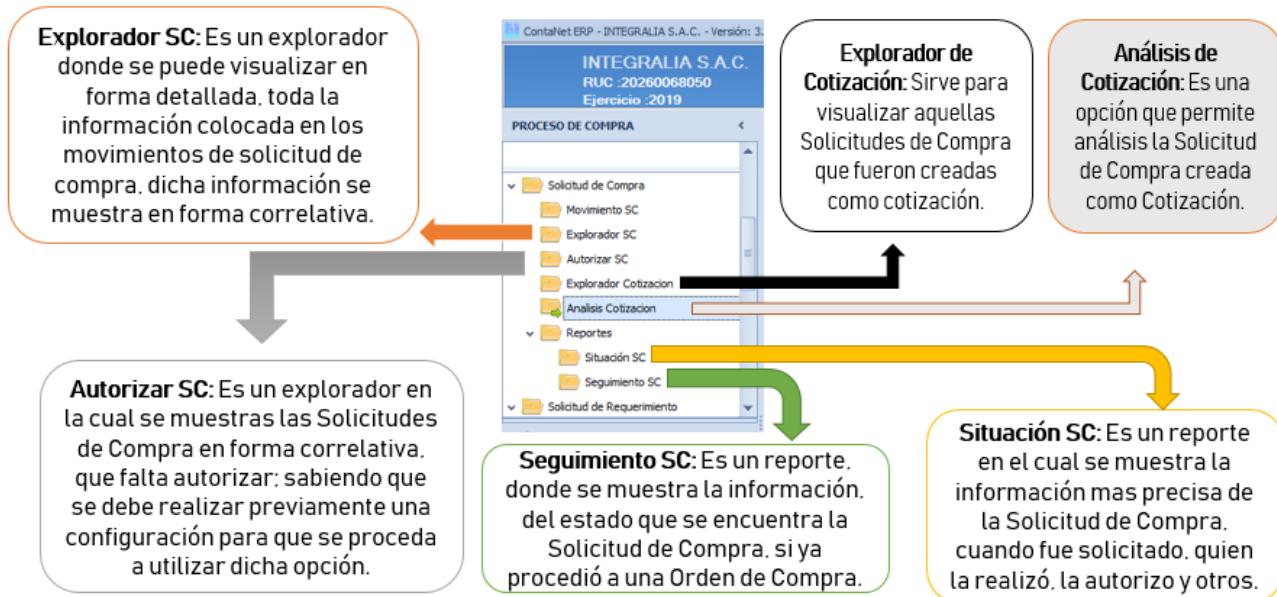 Explorador SC: Es un explorador
donde se puede visualizar en
forma detallada, toda la
información colocada en los
movimientos de solicitud de
compra, dicha información se
muestra en forma correlativa.
ContaNet ERP - INTEGRALIA S.A.C. - Versión: 3.
INTEGRALIA S.A.C.
RUC :20260068050
Ejercicio :2019
PROCESO DE COMPRA
Solicitud de Compra
Movimiento SC
Explorador SC
Autorizar SC
Explorador Cotizacion
Analisis Cotizacion
Reportes
Situación SC
Seguimiento SC
Solicitud de Requerimiento
Explorador de
Cotización: Sirve para
visualizar aquellas
Solicitudes de Compra
que fueron creadas
como cotización.
Análisis de
Cotización: Es una
opción que permite
análisis la Solicitud
de Compra creada
como Cotización.
Autorizar SC: Es un explorador en
la cual se muestras las Solicitudes
de Compra en forma correlativa,
que falta autorizar; sabiendo que
se debe realizar previamente una
configuración para que se proceda
a utilizar dicha opción.
Seguimiento SC: Es un reporte,
donde se muestra la información,
del estado que se encuentra la
Solicitud de Compra, si ya
procedió a una Orden de Compra.
Situación SC: Es un reporte
en el cual se muestra la
información mas precisa de
la Solicitud de Compra,
cuando fue solicitado, quien
la realizó, la autorizo y otros.